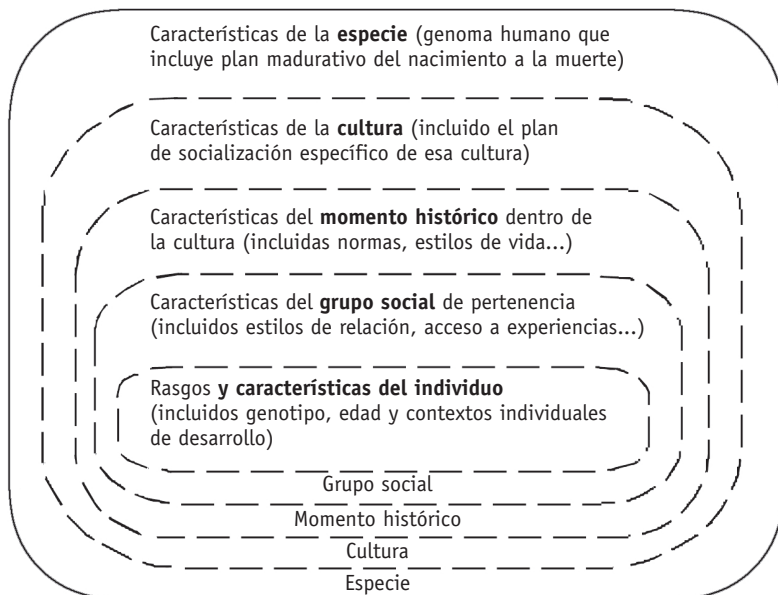 Características de la especie (genoma humano que
incluye plan madurativo del nacimiento a la muerte)
Características de la cultura (incluido el plan
de socialización específico de esa cultura)
Características del momento histórico dentro de
la cultura (incluidas normas, estilos de vida...)
Características del grupo social de pertenencia
(incluidos estilos de relación, acceso a experiencias...)
Rasgos y características del individuo
(incluidos genotipo, edad y contextos individuales
de desarrollo)
Grupo social
Momento histórico
Cultura
Especie